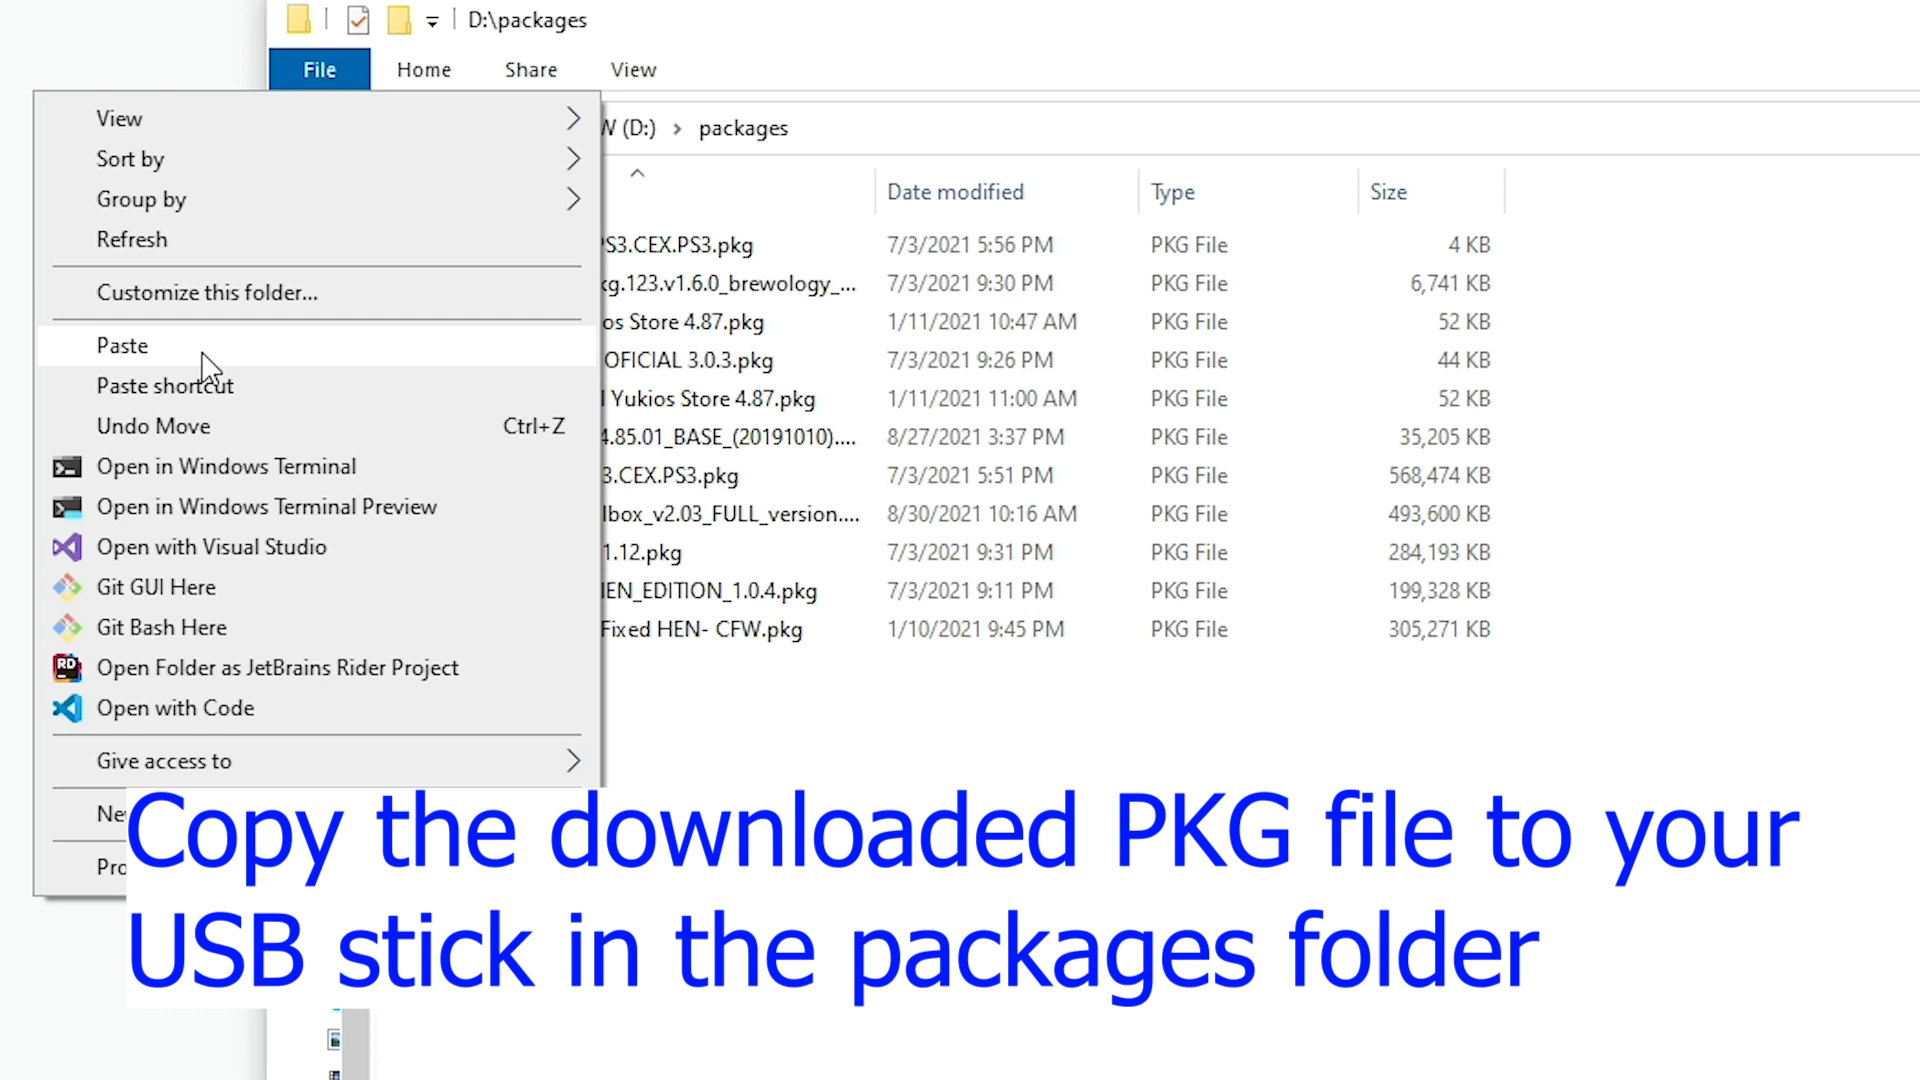 D:\packages
File Home Share View
View
Sort by
Group by
Refresh
Customize this folder...
Paste
Paste shortcut
Undo Move Ctrl+Z
Open in Windows Terminal
Open in Windows Terminal Preview
Open with Visual Studio
Git GUI Here
Git Bash Here
Open Folder as JetBrains Rider Project
Open with Code
Give access to
(D:) > packages
Date modified Type Size
PS3.CEX.PS3.pkg 7/3/2021 5:56 PM PKG File 4 KB
kg.123.v1.6.0_brewology_... 7/3/2021 9:30 PM PKG File 6,741 KB
os Store 4.87.pkg 1/11/2021 10:47 AM PKG File 52 KB
OFICIAL 3.0.3.pkg 7/3/2021 9:26 PM PKG File 44 KB
l Yukios Store 4.87.pkg 1/11/2021 11:00 AM PKG File 52 KB
4.85.01_BASE_(20191010).... 8/27/2021 3:37 PM PKG File 35,205 KB
3.CEX.PS3.pkg 7/3/2021 5:51 PM PKG File 568,474 KB
lbox_v2.03_FULL_version.... 8/30/2021 10:16 AM PKG File 493,600 KB
1.12.pkg 7/3/2021 9:31 PM PKG File 284,193 KB
HEN_EDITION_1.0.4.pkg 7/3/2021 9:11 PM PKG File 199,328 KB
Fixed HEN- CFW.pkg 1/10/2021 9:45 PM PKG File 305,271 KB
Copy the downloaded PKG file to your
USB stick in the packages folder